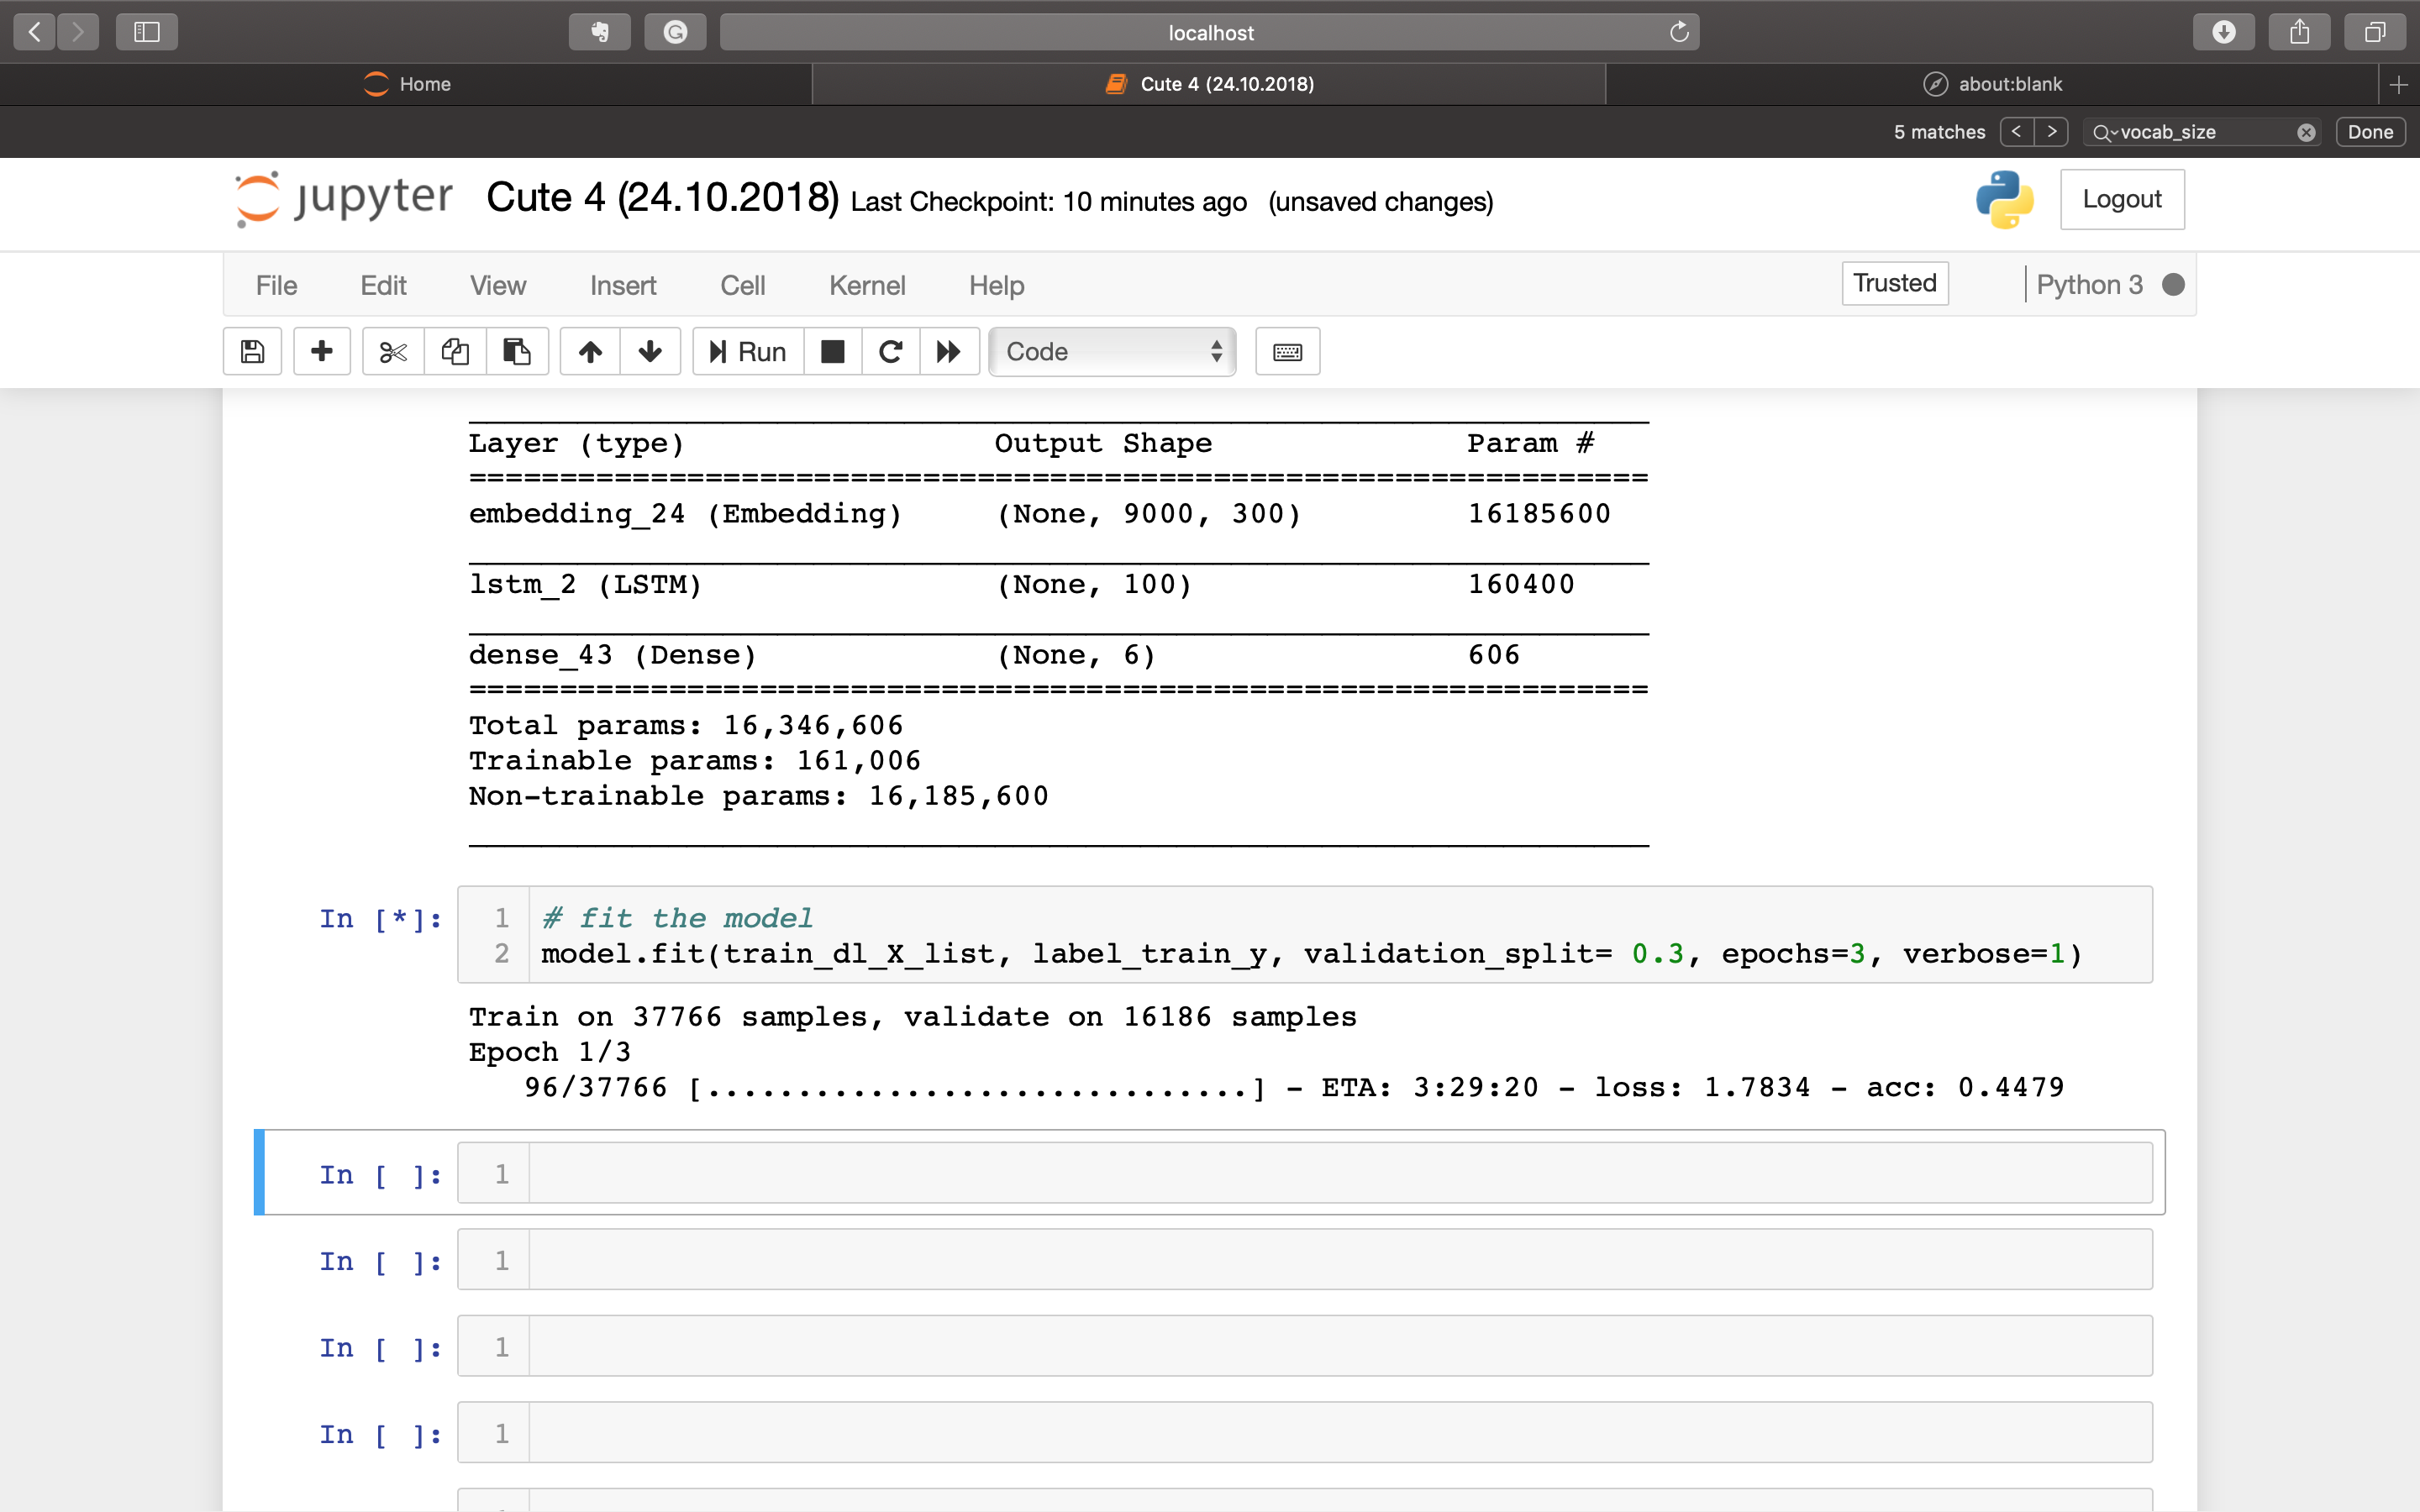 localhost
Home
Cute 4 (24.10.2018)
about:blank
5 matches
vocab_size
Done
jupyter Cute 4 (24.10.2018) Last Checkpoint: 10 minutes ago (unsaved changes)
Logout
File Edit View Insert Cell Kernel Help
Trusted
Python 3
Run
Code
Layer (type) Output Shape Param #
=================================================================
embedding_24 (Embedding) (None, 9000, 300) 16185600
lstm_2 (LSTM) (None, 100) 160400
dense_43 (Dense) (None, 6) 606
=================================================================
Total params: 16,346,606
Trainable params: 161,006
Non-trainable params: 16,185,600
In [*]:
1 # fit the model
2 model.fit(train_dl_X_list, label_train_y, validation_split= 0.3, epochs=3, verbose=1)
Train on 37766 samples, validate on 16186 samples
Epoch 1/3
96/37766 [..............................] - ETA: 3:29:20 - loss: 1.7834 - acc: 0.4479
In [ ]: 1
In [ ]: 1
In [ ]: 1
In [ ]: 1